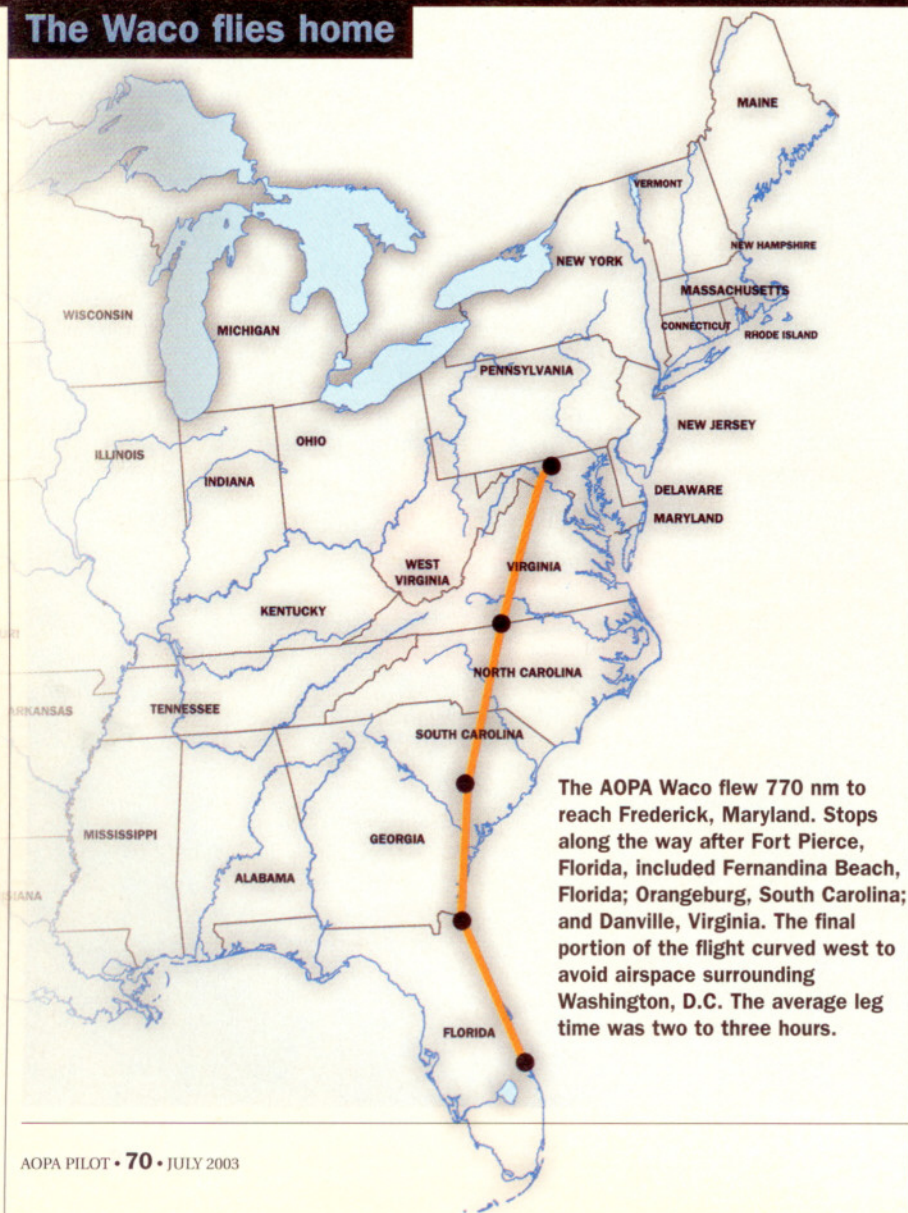 The Waco flies home
MAINE
VERMONT
NEW HAMPSHIRE
NEW YORK
MASSACHUSETTS
WISCONSIN
MICHIGAN
CONNECTICUT
RHODE ISLAND
PENNSYLVANIA
NEW JERSEY
OHIO
ILLINOIS
INDIANA
DELAWARE
MARYLAND
WEST
VIRGINIA
VIRGINIA
KENTUCKY
URI
NORTH CAROLINA
ARKANSAS
TENNESSEE
SOUTH CAROLINA
MISSISSIPPI
GEORGIA
ALABAMA
ISIANA
FLORIDA
The AOPA Waco flew 770 nm to
reach Frederick, Maryland. Stops
along the way after Fort Pierce,
Florida, included Fernandina Beach,
Florida; Orangeburg, South Carolina;
and Danville, Virginia. The final
portion of the flight curved west to
avoid airspace surrounding
Washington, D.C. The average leg
time was two to three hours.
AOPA PILOT • 70 • JULY 2003